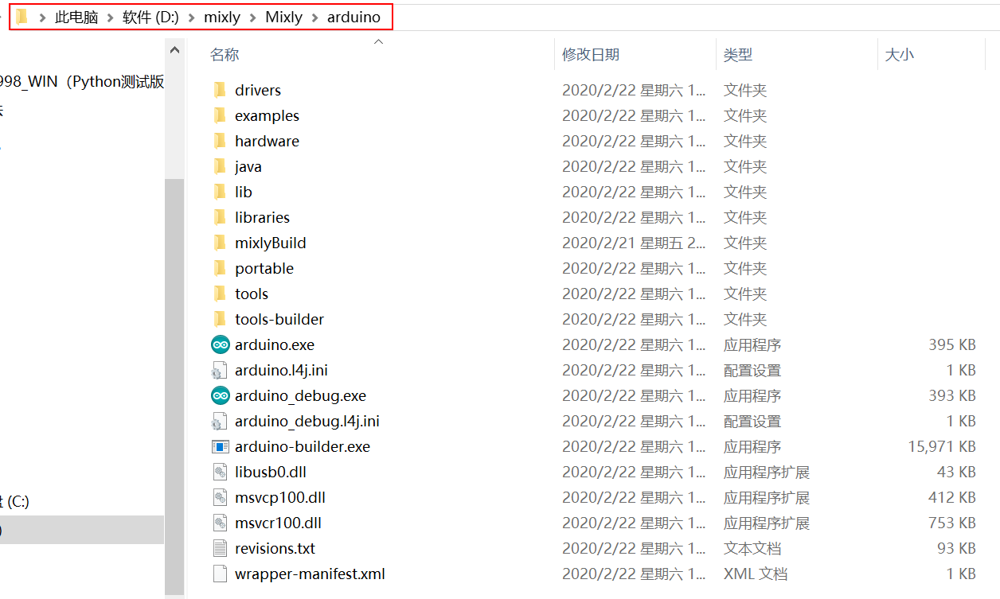 此电脑 软件 (D:) mixly Mixly arduino
名称 修改日期 类型 大小
998_WIN（Python测试版
drivers 2020/2/22 星期六 1... 文件夹
examples 2020/2/22 星期六 1... 文件夹
hardware 2020/2/22 星期六 1... 文件夹
java 2020/2/22 星期六 1... 文件夹
lib 2020/2/22 星期六 1... 文件夹
libraries 2020/2/22 星期六 1... 文件夹
mixlyBuild 2020/2/21 星期五 2... 文件夹
portable 2020/2/22 星期六 1... 文件夹
tools 2020/2/22 星期六 1... 文件夹
tools-builder 2020/2/22 星期六 1... 文件夹
arduino.exe 2020/2/22 星期六 1... 应用程序 395 KB
arduino.l4j.ini 2020/2/22 星期六 1... 配置设置 1 KB
arduino_debug.exe 2020/2/22 星期六 1... 应用程序 393 KB
arduino_debug.l4j.ini 2020/2/22 星期六 1... 配置设置 1 KB
arduino-builder.exe 2020/2/22 星期六 1... 应用程序 15,971 KB
libusb0.dll 2020/2/22 星期六 1... 应用程序扩展 43 KB
msvcp100.dll 2020/2/22 星期六 1... 应用程序扩展 412 KB
(C:)
msvcr100.dll 2020/2/22 星期六 1... 应用程序扩展 753 KB
revisions.txt 2020/2/22 星期六 1... 文本文档 93 KB
wrapper-manifest.xml 2020/2/22 星期六 1... XML 文档 1 KB